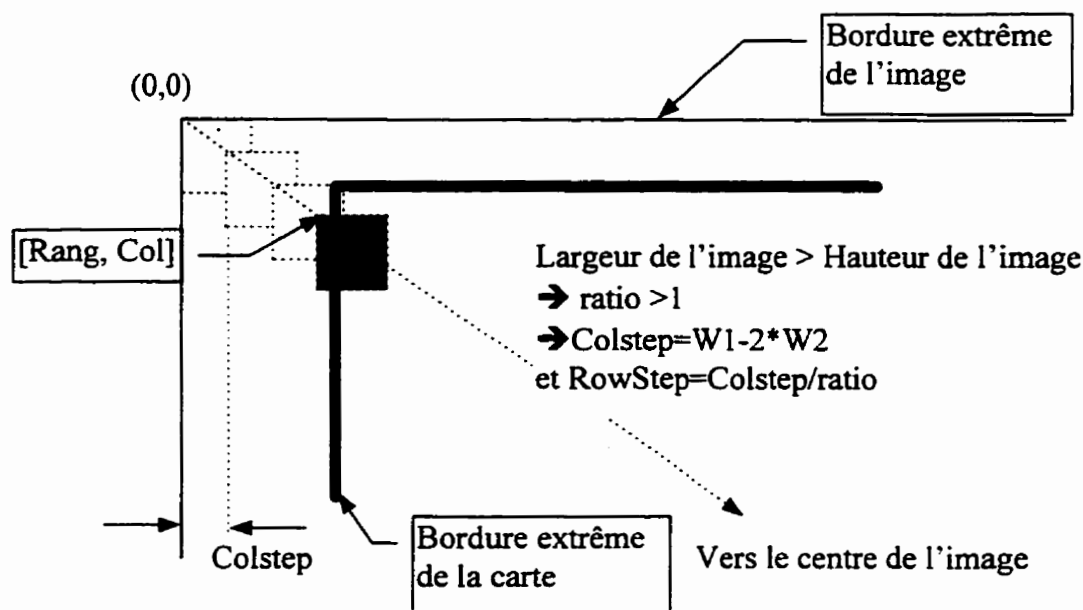 Bordure extrême
de l'image
(0,0)
[Rang, Col]
Largeur de l'image > Hauteur de l'image
➔ ratio >1
➔Colstep=W1-2*W2
et RowStep=Colstep/ratio
Colstep
Bordure extrême
de la carte
Vers le centre de l'image